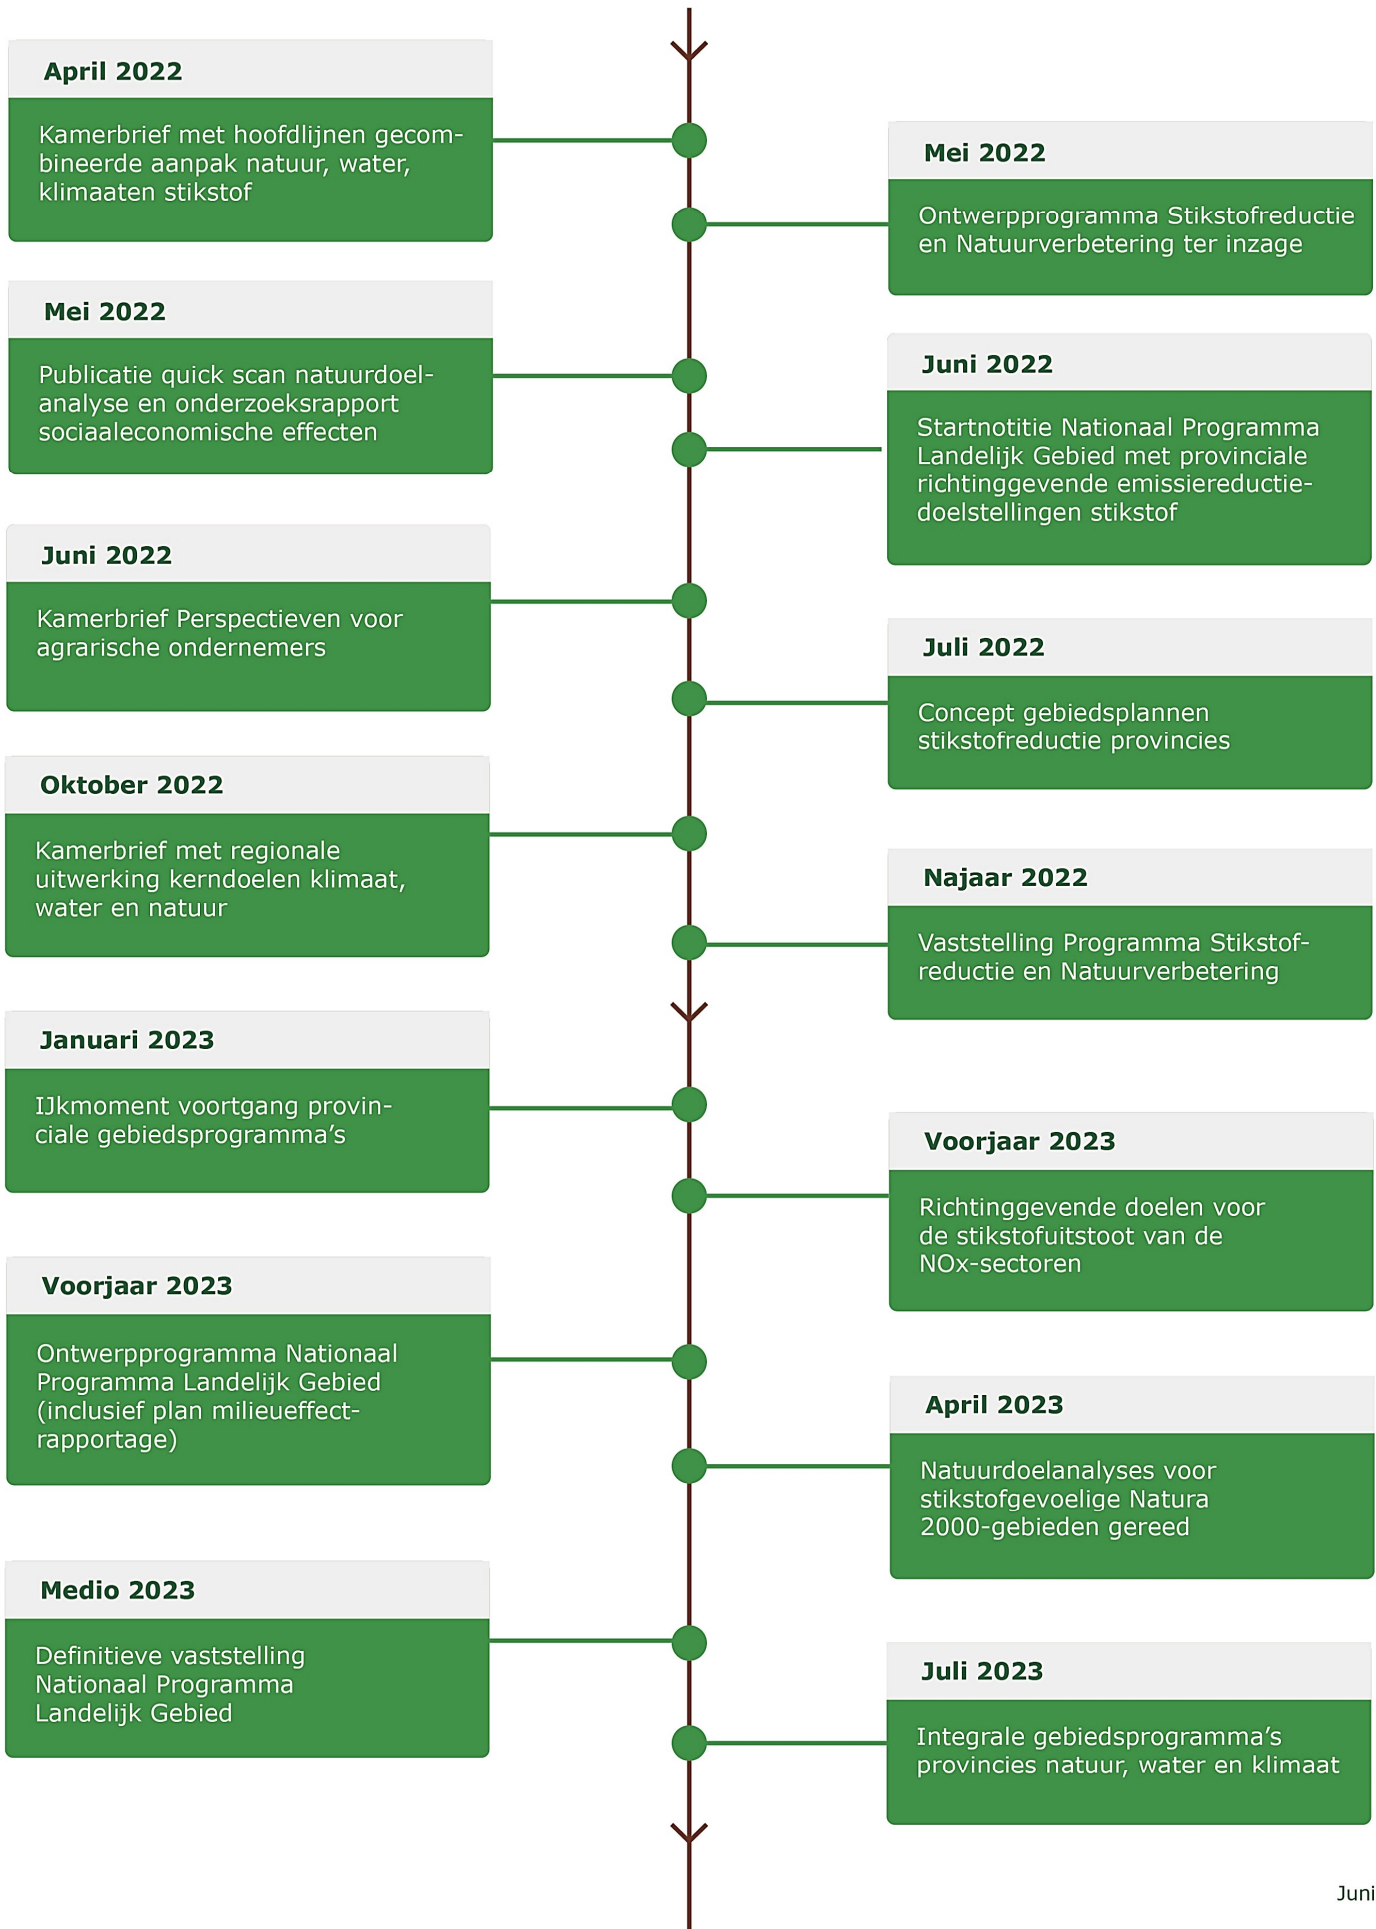 April 2022
Kamerbrief met hoofdlijnen gecom-
bineerde aanpak natuur, water,
klimaaten stikstof
Mei 2022
Ontwerpprogramma Stikstofreductie
en Natuurverbetering ter inzage
Mei 2022
Publicatie quick scan natuurdoel-
analyse en onderzoeksrapport
sociaaleconomische effecten
Juni 2022
Startnotitie Nationaal Programma
Landelijk Gebied met provinciale
richtinggevende emissiereductie-
doelstellingen stikstof
Juni 2022
Kamerbrief Perspectieven voor
agrarische ondernemers
Juli 2022
Concept gebiedsplannen
stikstofreductie provincies
Oktober 2022
Kamerbrief met regionale
uitwerking kerndoelen klimaat,
water en natuur
Najaar 2022
Vaststelling Programma Stikstof-
reductie en Natuurverbetering
Januari 2023
IJkmoment voortgang provin-
ciale gebiedsprogramma’s
Voorjaar 2023
Richtinggevende doelen voor
de stikstofuitstoot van de
NOx-sectoren
Voorjaar 2023
Ontwerpprogramma Nationaal
Programma Landelijk Gebied
(inclusief plan milieueffect-
rapportage)
April 2023
Natuurdoelanalyses voor
stikstofgevoelige Natura
2000-gebieden gereed
Medio 2023
Definitieve vaststelling
Nationaal Programma
Landelijk Gebied
Juli 2023
Integrale gebiedsprogramma’s
provincies natuur, water en klimaat
Juni